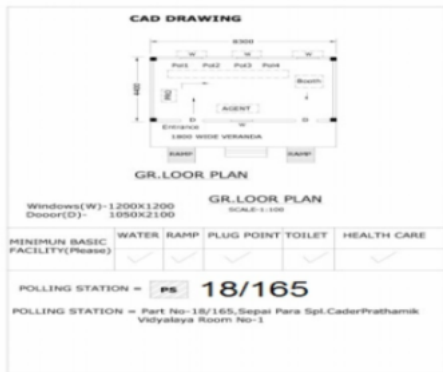 CAD DRAWING
8300
W W W
Pol1 Pol2 Pol3 Pol4
4400
PRO
Booth
AGENT
D W D
Entrance
1800 WIDE VERANDA
RAMP RAMP
GR.LOOR PLAN
GR.LOOR PLAN
SCALE-1:100
Windows(W)-1200X1200
Dooor(D)- 1050X2100
MINIMUN BASIC FACILITY(Please) WATER RAMP PLUG POINT TOILET HEALTH CARE
POLLING STATION = PS 18/165
POLLING STATION = Part No-18/165,Sepai Para Spl.CaderPrathamik
Vidyalaya Room No-1